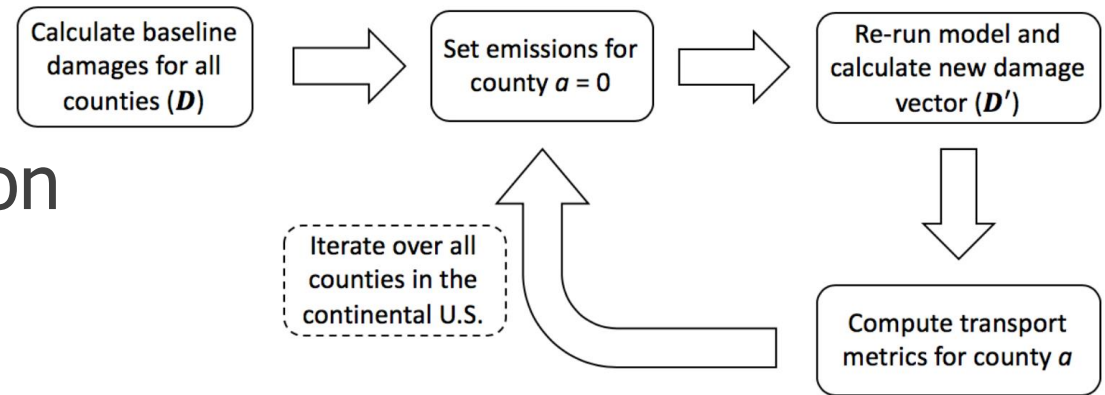 Calculate baseline
damages for all
counties (D)
Set emissions for
county a = 0
Re-run model and
calculate new damage
vector (D′)
on
Iterate over all
counties in the
continental U.S.
Compute transport
metrics for county a